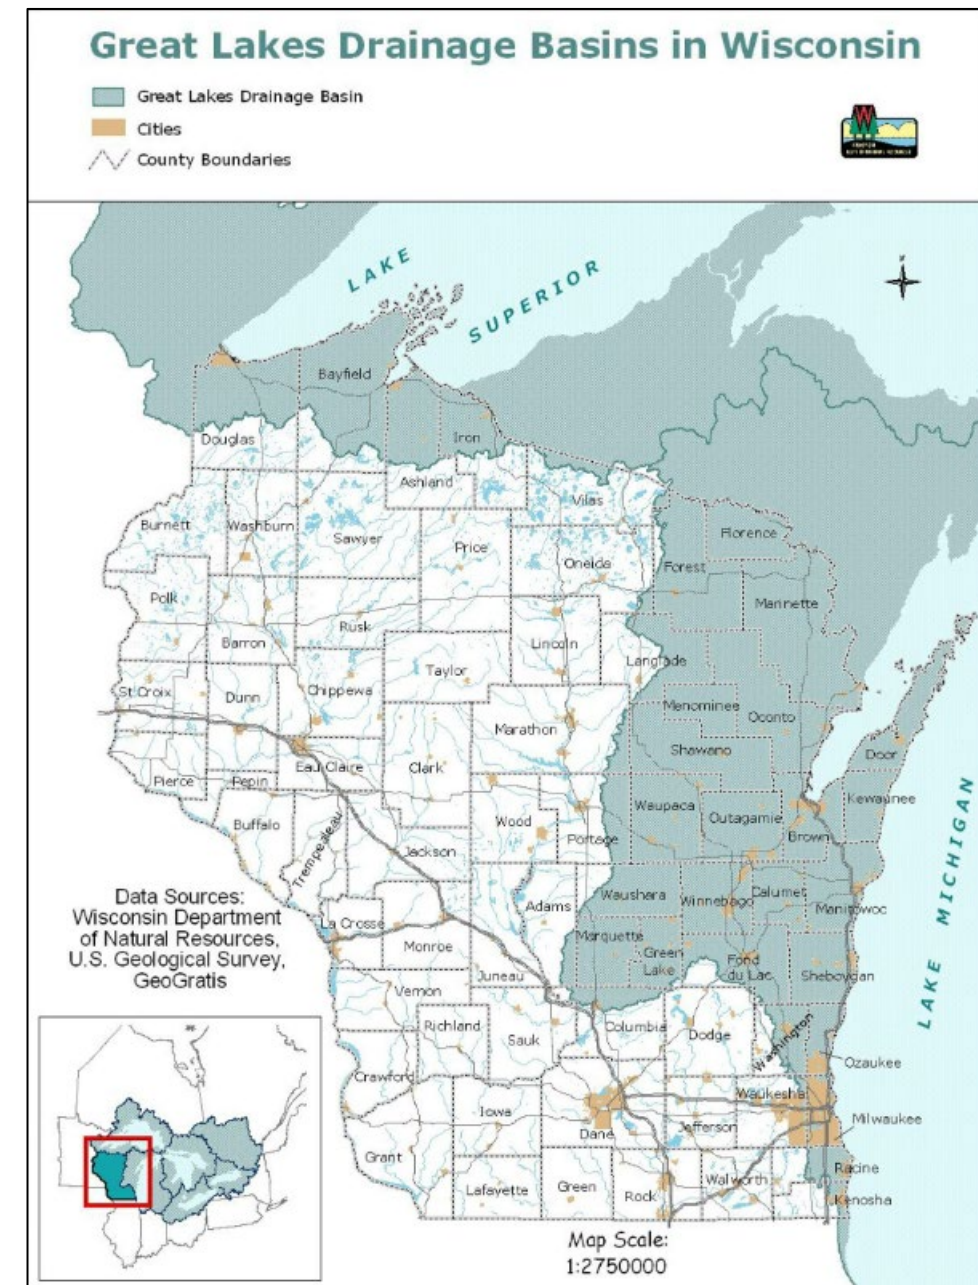 Great Lakes Drainage Basins in Wisconsin
Great Lakes Drainage Basin
Cities
County Boundaries
W
N
LAKE
SUPERIOR
Bayfield
Douglas
Iron
Ashland
Vilas
Burnett
Washburn
Sawyer
Price
Florence
Oneida
Forest
Polk
Marinette
Rusk
Barron
Lincoln
Langlade
Taylor
St Croix
Dunn
Chippewa
Menominee
Oconto
Marathon
Shawano
Door
Eau Claire
Clark
Pierce
Pepin
Kewaunee
Waupaca
Outagamie
Buffalo
Wood
Portage
Brown
Trempealeau
Jackson
LAKE MICHIGAN
Data Sources:
Wisconsin Department
of Natural Resources,
U.S. Geological Survey,
GeoGratis
Waushara
Winnebago
Calumet
Adams
Manitowoc
La Crosse
Monroe
Marquette
Green
Lake
Fond
du Lac
Sheboygan
Juneau
Vernon
Richland
Sauk
Columbia
Dodge
Washington
Ozaukee
Crawford
Waukesha
Iowa
Milwaukee
Dane
Jefferson
Grant
Racine
Lafayette
Green
Rock
Walworth
Kenosha
Map Scale:
1:2750000